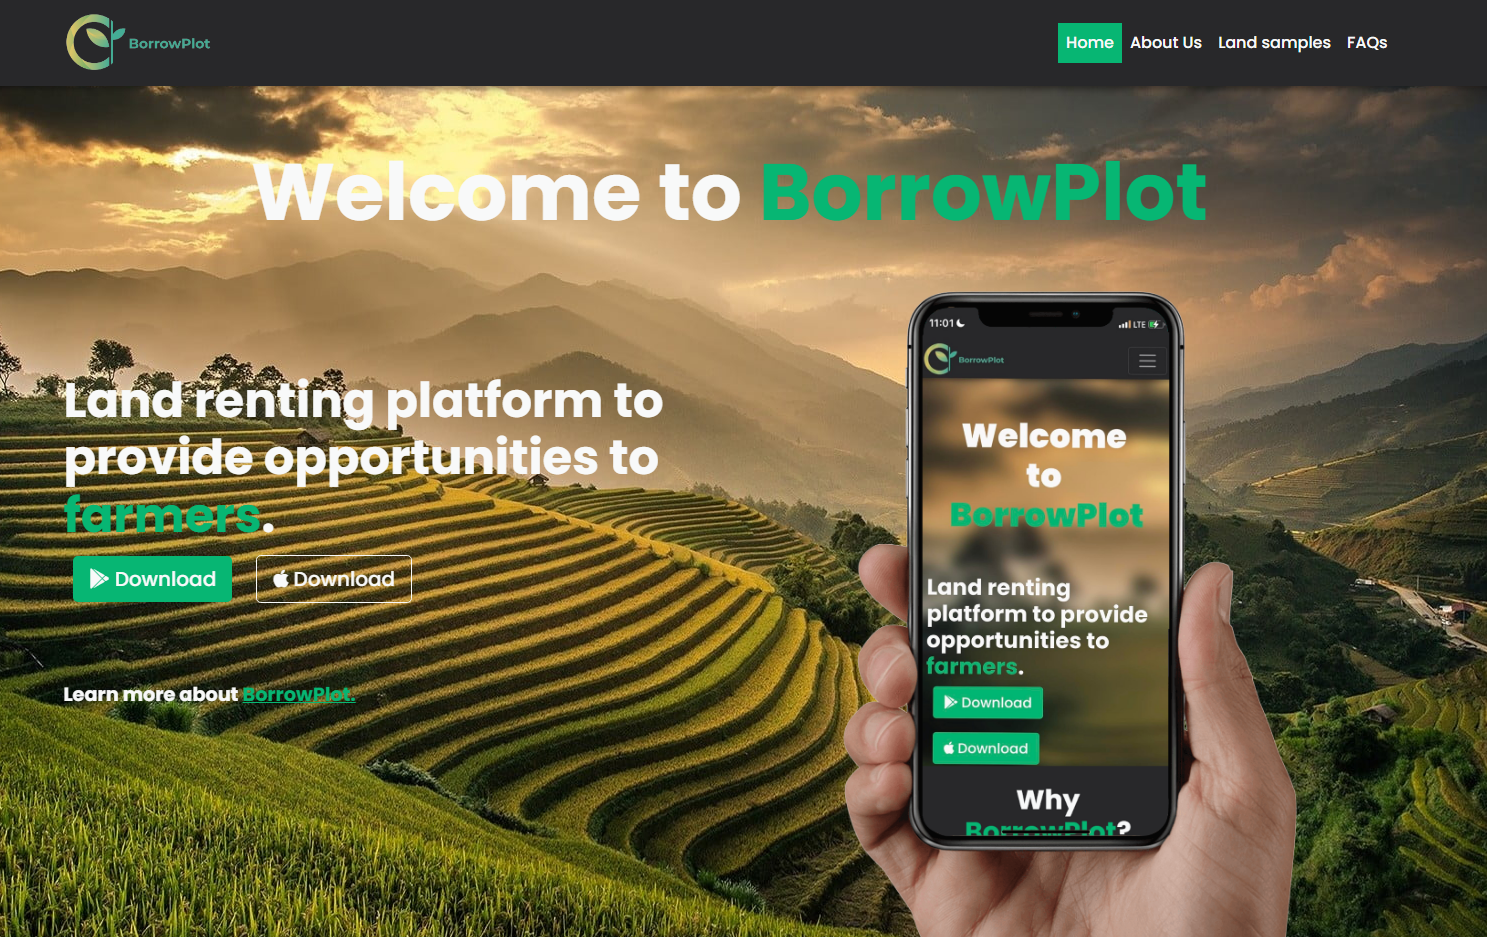 BorrowPlot
Home About Us Land samples FAQs
Welcome to BorrowPlot
Land renting platform to
provide opportunities to
farmers.
Download Download
Learn more about BorrowPlot.
11:01 LTE
BorrowPlot
Welcome
to
BorrowPlot
Land renting
platform to provide
opportunities to
farmers.
Download
Download
Why
BorrowPlot?